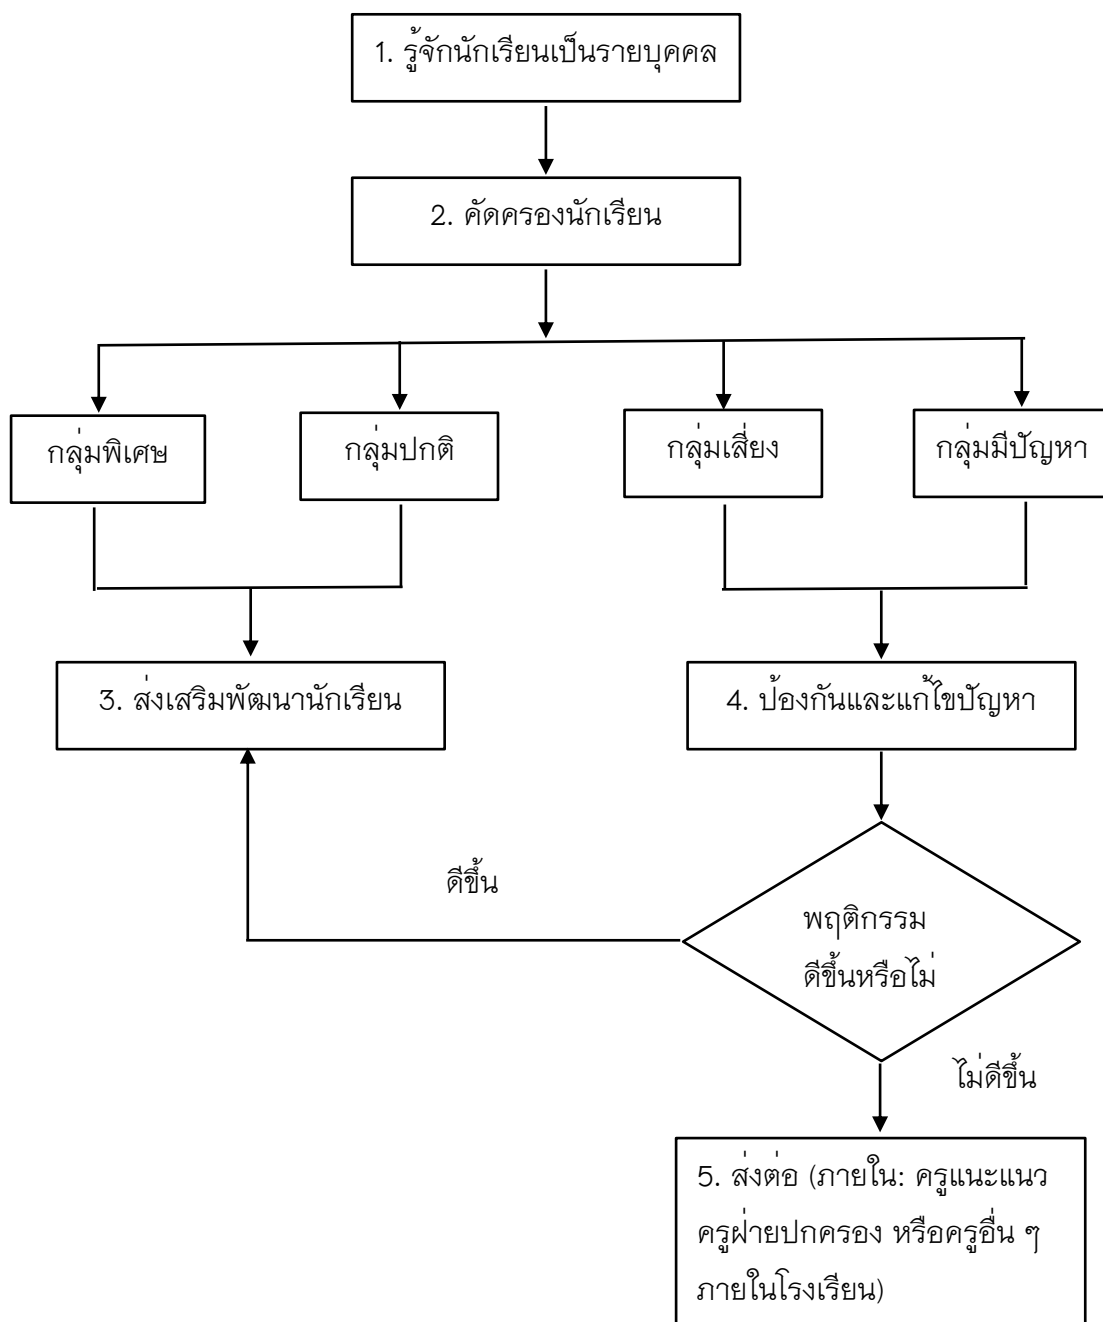 1. รู้จักนักเรียนเป็นรายบุคคล
2. คัดครองนักเรียน
กลุ่มพิเศษ
กลุ่มปกติ
กลุ่มเสี่ยง
กลุ่มมีปัญหา
3. ส่งเสริมพัฒนานักเรียน
4. ป้องกันและแก้ไขปัญหา
ดีขึ้น
พฤติกรรม
ดีขึ้นหรือไม่
ไม่ดีขึ้น
5. ส่งต่อ (ภายใน: ครูแนะแนว
ครูฝ่ายปกครอง หรือครูอื่น ๆ
ภายในโรงเรียน)